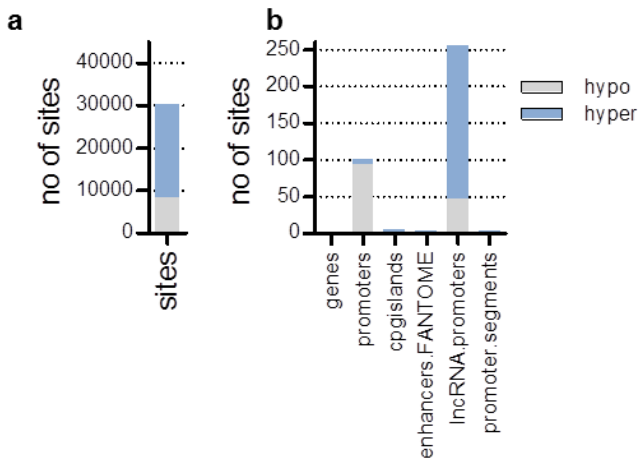 a
no of sites
40000
30000
20000
10000
0
sites
b
no of sites
250
200
150
100
50
0
genes
promoters
cpgislands
enhancers.FANTOME
lncRNA.promoters
promoter.segments
hypo
hyper